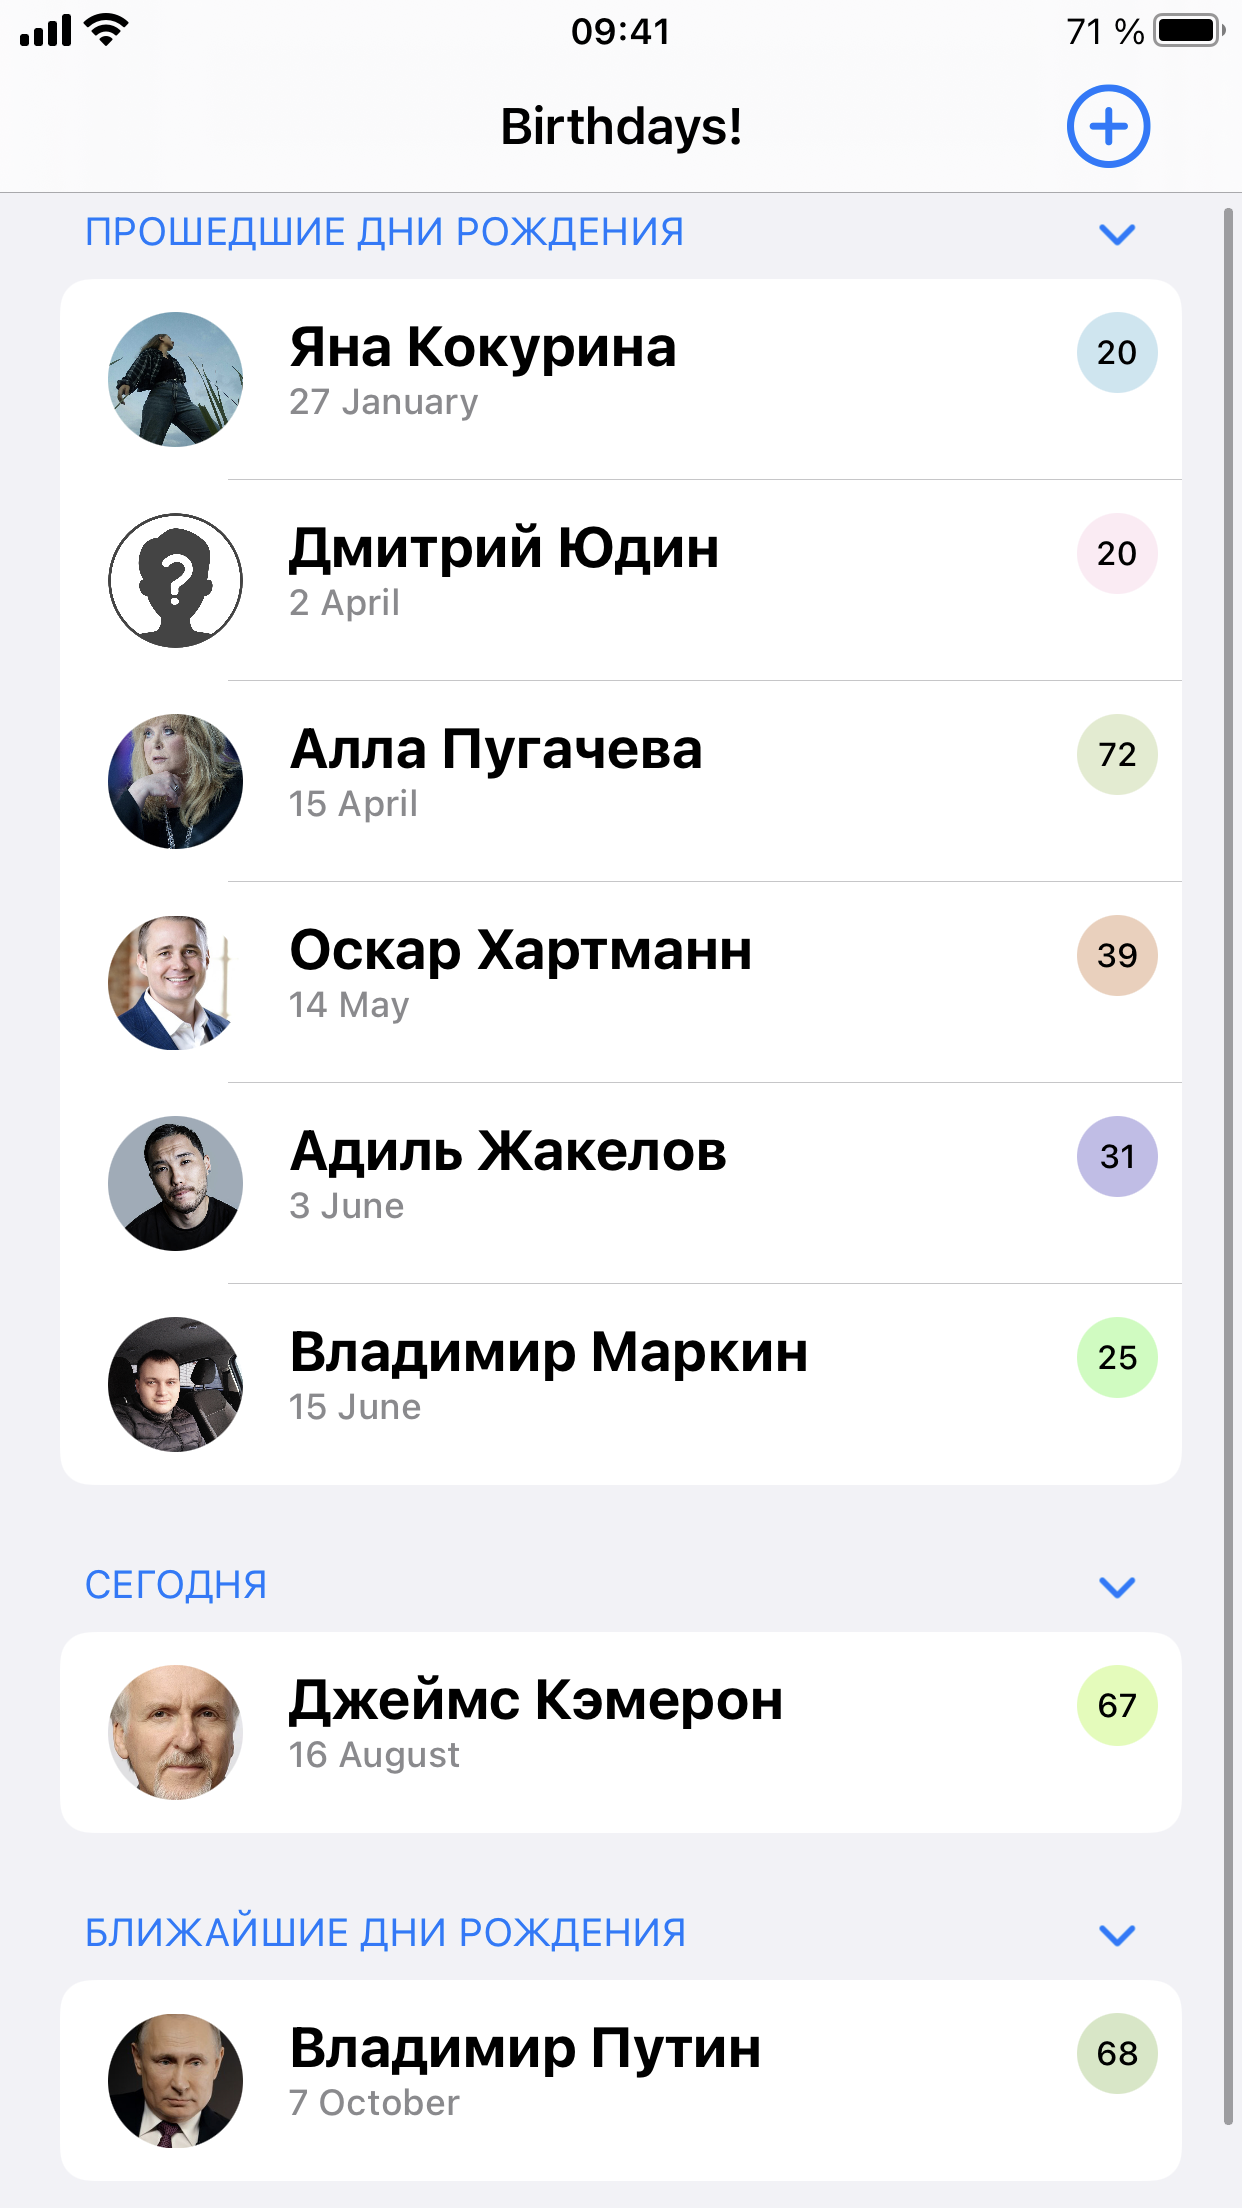 09:41
71 %
Birthdays!
ПРОШЕДШИЕ ДНИ РОЖДЕНИЯ
Яна Кокурина
20
27 January
Дмитрий Юдин
20
2 April
Алла Пугачева
72
15 April
Оскар Хартманн
39
14 May
Адиль Жакелов
31
3 June
Владимир Маркин
25
15 June
СЕГОДНЯ
Джеймс Кэмерон
67
16 August
БЛИЖАЙШИЕ ДНИ РОЖДЕНИЯ
Владимир Путин
68
7 October